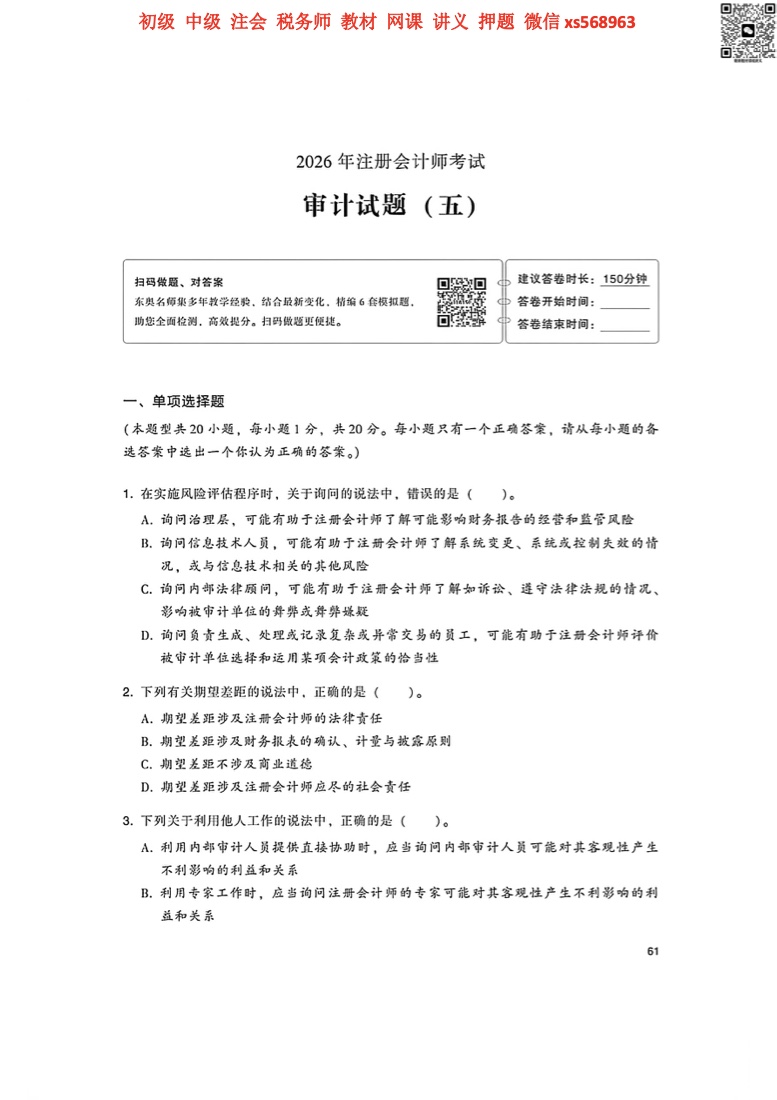 初级 中级 注会 税务师 教材 网课 讲义 押题 微信 xs568963
2026 年注册会计师考试
审计试题（五）
扫码做题、对答案
东奥名师集多年教学经验，结合最新变化，精编 6 套模拟题，
助您全面检测，高效提分。扫码做题更便捷。
建议答卷时长：150分钟
答卷开始时间：
答卷结束时间：
一、单项选择题
（本题型共 20 小题，每小题 1 分，共 20 分。每小题只有一个正确答案，请从每小题的备
选答案中选出一个你认为正确的答案。）
1. 在实施风险评估程序时，关于询问的说法中，错误的是（　　）。
A. 询问治理层，可能有助于注册会计师了解可能影响财务报告的经营和监管风险
B. 询问信息技术人员，可能有助于注册会计师了解系统变更、系统或控制失效的情
况，或与信息技术相关的其他风险
C. 询问内部法律顾问，可能有助于注册会计师了解如诉讼、遵守法律法规的情况、
影响被审计单位的舞弊或舞弊嫌疑
D. 询问负责生成、处理或记录复杂或异常交易的员工，可能有助于注册会计师评价
被审计单位选择和运用某项会计政策的恰当性
2. 下列有关期望差距的说法中，正确的是（　　）。
A. 期望差距涉及注册会计师的法律责任
B. 期望差距涉及财务报表的确认、计量与披露原则
C. 期望差距不涉及商业道德
D. 期望差距涉及注册会计师应尽的社会责任
3. 下列关于利用他人工作的说法中，正确的是（　　）。
A. 利用内部审计人员提供直接协助时，应当询问内部审计人员可能对其客观性产生
不利影响的利益和关系
B. 利用专家工作时，应当询问注册会计师的专家可能对其客观性产生不利影响的利
益和关系
61